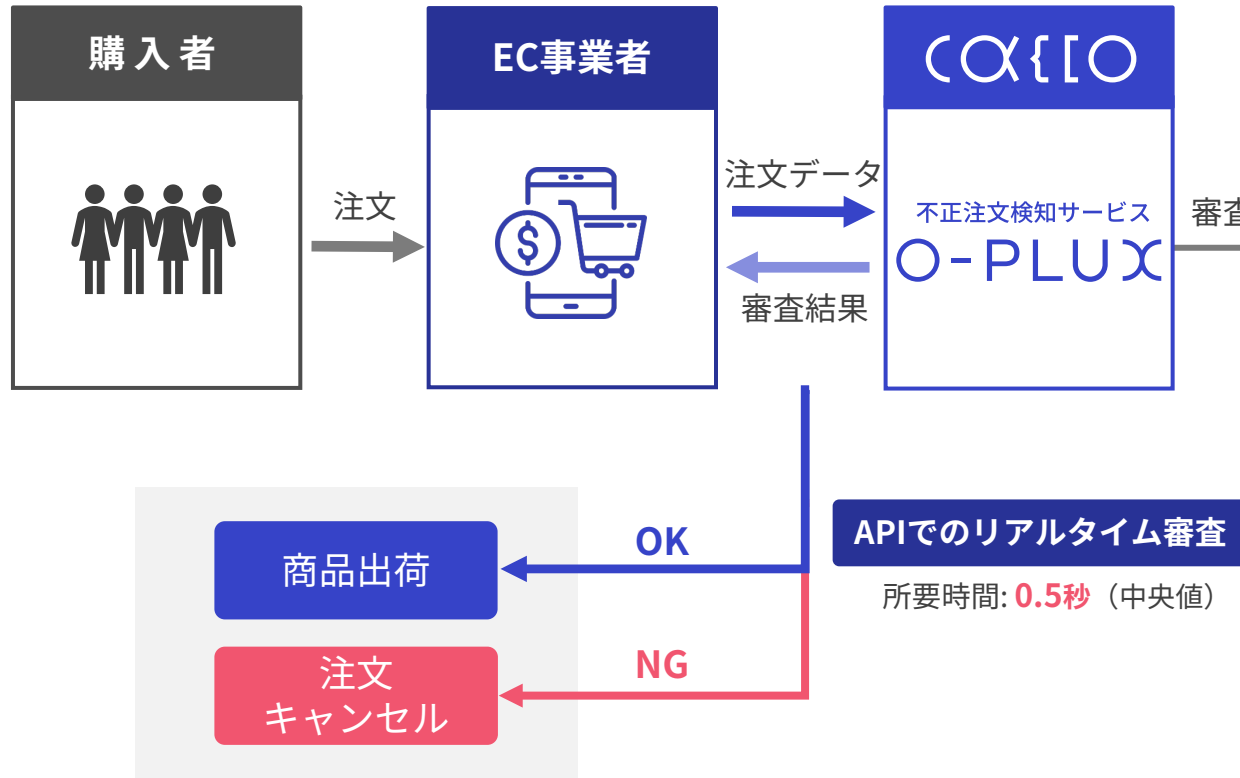 購入者
EC事業者
cacco
注文
注文データ
審査結果
不正注文検知サービス
O-PLUX
審査
OK
商品出荷
NG
注文
キャンセル
APIでのリアルタイム審査
所要時間: 0.5秒（中央値）